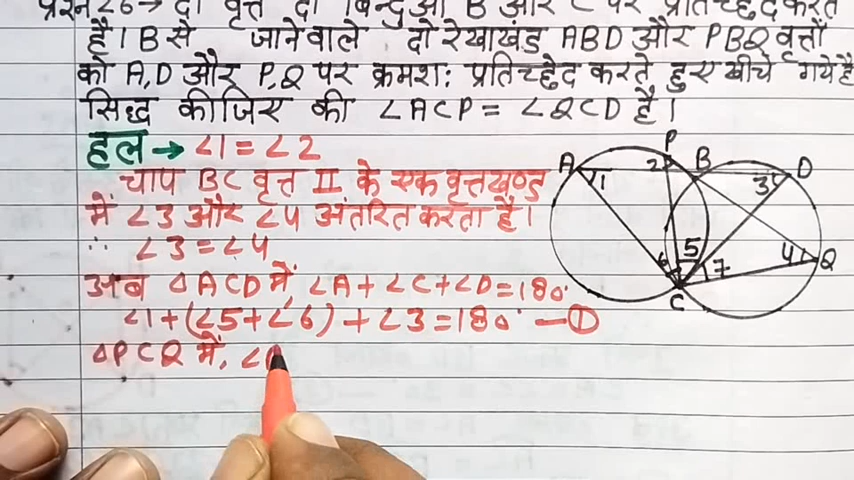 प्रश्न26→ दो वृत्त दो बिन्दुओं B और C पर प्रतिच्छेद करते
है। B से जाने वाले दो रेखाखंड ABD और PBQ वृत्तों
को A, D और P, Q पर क्रमश: प्रतिच्छेद करते हुए खीचे गये है
सिद्ध कीजिए की ∠ACP = ∠QCD है।
हल → ∠1 = ∠2
चाप BC वृत्त II के एक वृत्तखण्ड
में ∠3 और ∠4 अंतरित करता है।
∴ ∠3 = ∠4
अब △ACD में, ∠A + ∠C + ∠D = 180°
∠1 + (∠5 + ∠6) + ∠3 = 180° — ①
△PCQ में, ∠
A P B D
1 2 3
6 5 7 4 Q
C